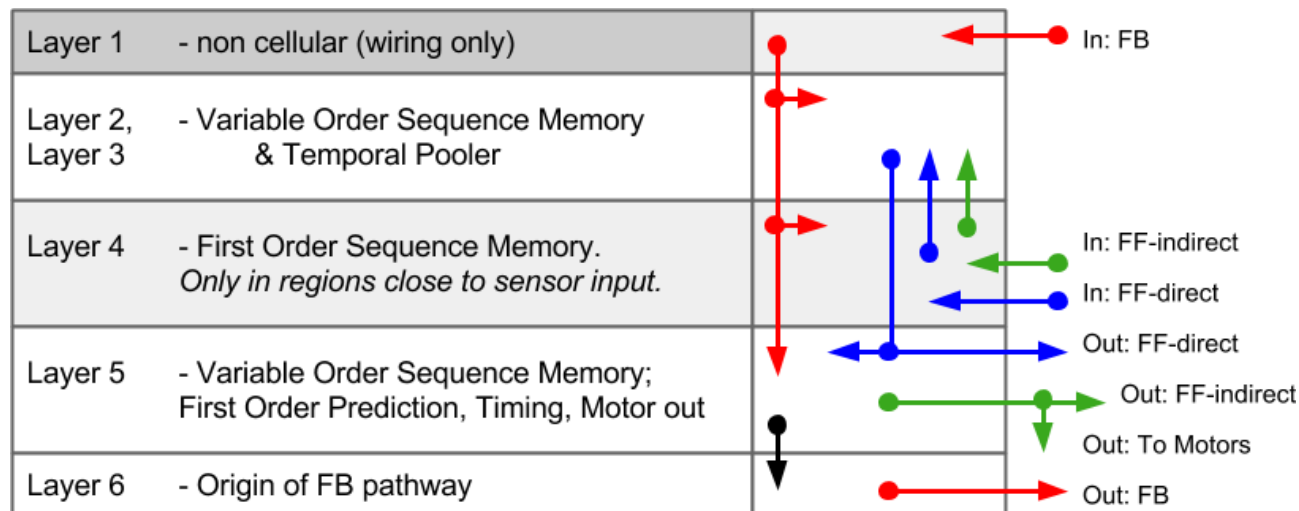 Layer 1 - non cellular (wiring only)
In: FB
Layer 2, - Variable Order Sequence Memory
Layer 3 & Temporal Pooler
Layer 4 - First Order Sequence Memory.
Only in regions close to sensor input.
In: FF-indirect
In: FF-direct
Out: FF-direct
Layer 5 - Variable Order Sequence Memory;
First Order Prediction, Timing, Motor out
Out: FF-indirect
Out: To Motors
Layer 6 - Origin of FB pathway
Out: FB